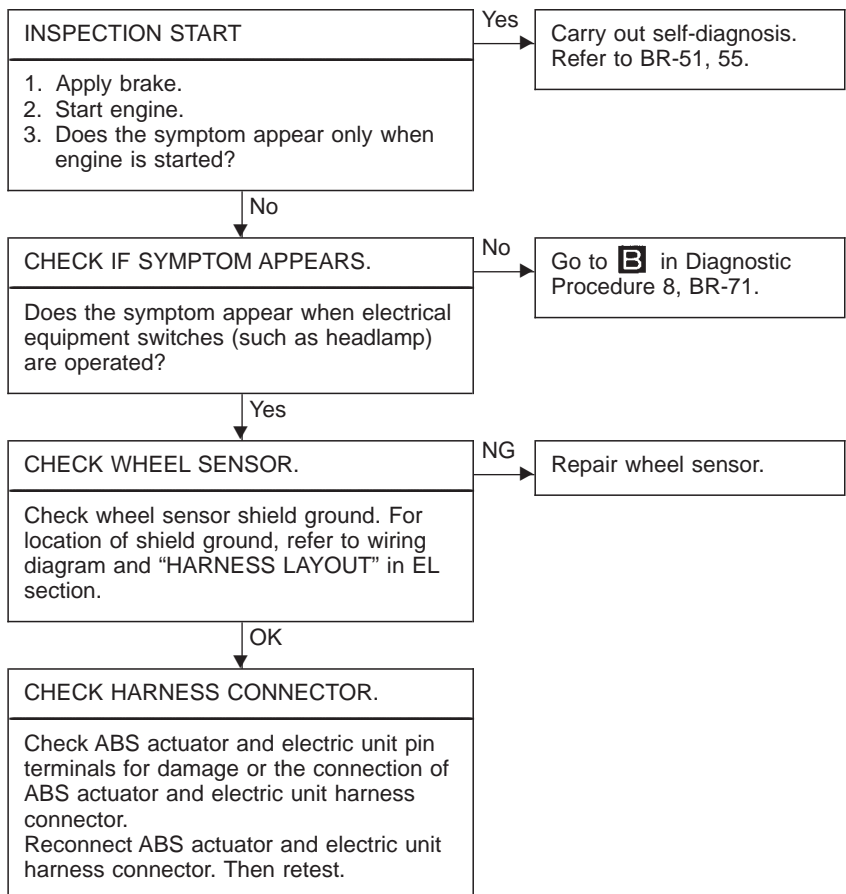 INSPECTION START
1. Apply brake.
2. Start engine.
3. Does the symptom appear only when
engine is started?
Yes
Carry out self-diagnosis.
Refer to BR-51, 55.
No
CHECK IF SYMPTOM APPEARS.
Does the symptom appear when electrical
equipment switches (such as headlamp)
are operated?
No
Go to B in Diagnostic
Procedure 8, BR-71.
Yes
CHECK WHEEL SENSOR.
Check wheel sensor shield ground. For
location of shield ground, refer to wiring
diagram and “HARNESS LAYOUT” in EL
section.
NG
Repair wheel sensor.
OK
CHECK HARNESS CONNECTOR.
Check ABS actuator and electric unit pin
terminals for damage or the connection of
ABS actuator and electric unit harness
connector.
Reconnect ABS actuator and electric unit
harness connector. Then retest.